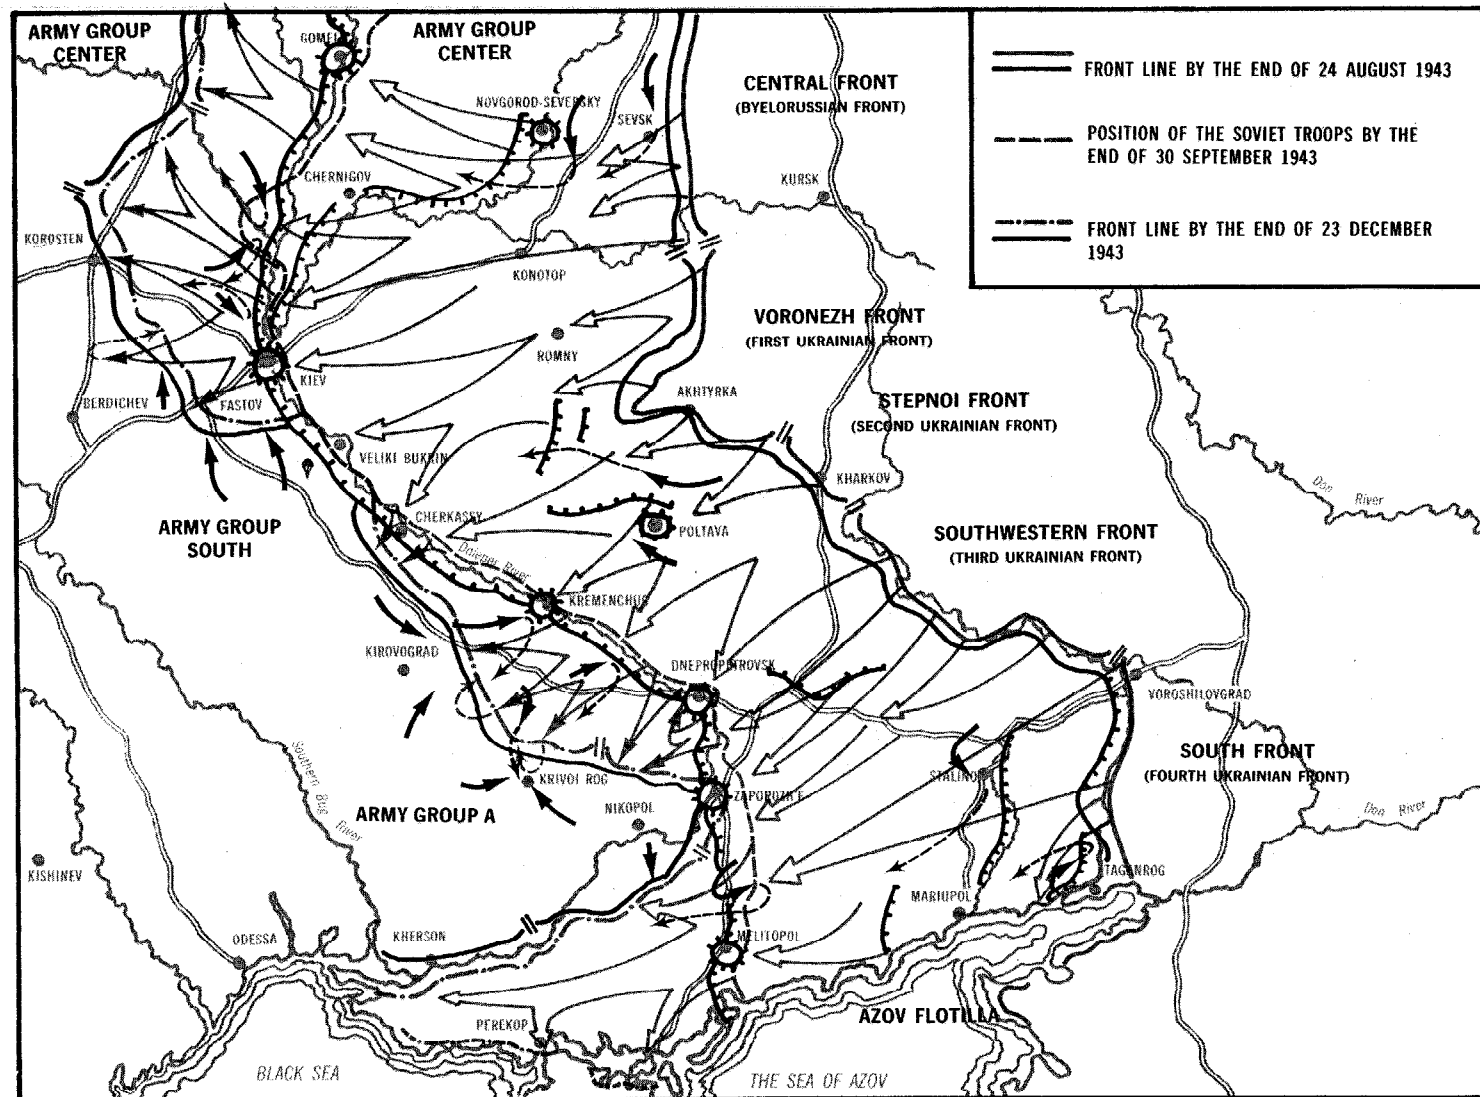 ARMY GROUP
CENTER
ARMY GROUP
CENTER
FRONT LINE BY THE END OF 24 AUGUST 1943
POSITION OF THE SOVIET TROOPS BY THE
END OF 30 SEPTEMBER 1943
FRONT LINE BY THE END OF 23 DECEMBER
1943
CENTRAL FRONT
(BYELORUSSIAN FRONT)
NOVGOROD-SEVERSKY
SEVSK
CHERNIGOV
KURSK
KOROSTEN
KONOTOP
VORONEZH FRONT
(FIRST UKRAINIAN FRONT)
ROMNY
KIEV
AKHTYRKA
BERDICHEV
FASTOV
STEPNOI FRONT
(SECOND UKRAINIAN FRONT)
VELIKI BUKRIN
KHARKOV
Don River
CHERKASSY
ARMY GROUP
SOUTH
POLTAVA
SOUTHWESTERN FRONT
(THIRD UKRAINIAN FRONT)
Dnieper River
KREMENCHUG
KIROVOGRAD
DNEPROPETROVSK
VOROSHILOVGRAD
SOUTH FRONT
(FOURTH UKRAINIAN FRONT)
Southern Bug River
KRIVOI ROG
STALINO
ZAPOROZH'E
ARMY GROUP A
NIKOPOL
Don River
KISHINEV
TAGANROG
MARIUPOL
ODESSA
KHERSON
MELITOPOL
AZOV FLOTILLA
PEREKOP
BLACK SEA
THE SEA OF AZOV